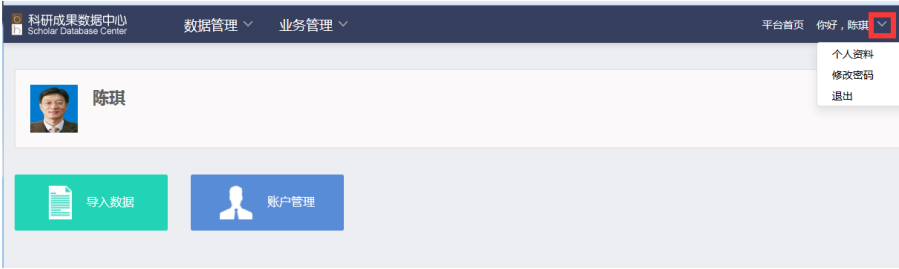 科研成果数据中心
Scholar Database Center
数据管理 业务管理 平台首页 你好，陈琪
个人资料
修改密码
退出
陈琪
导入数据 账户管理